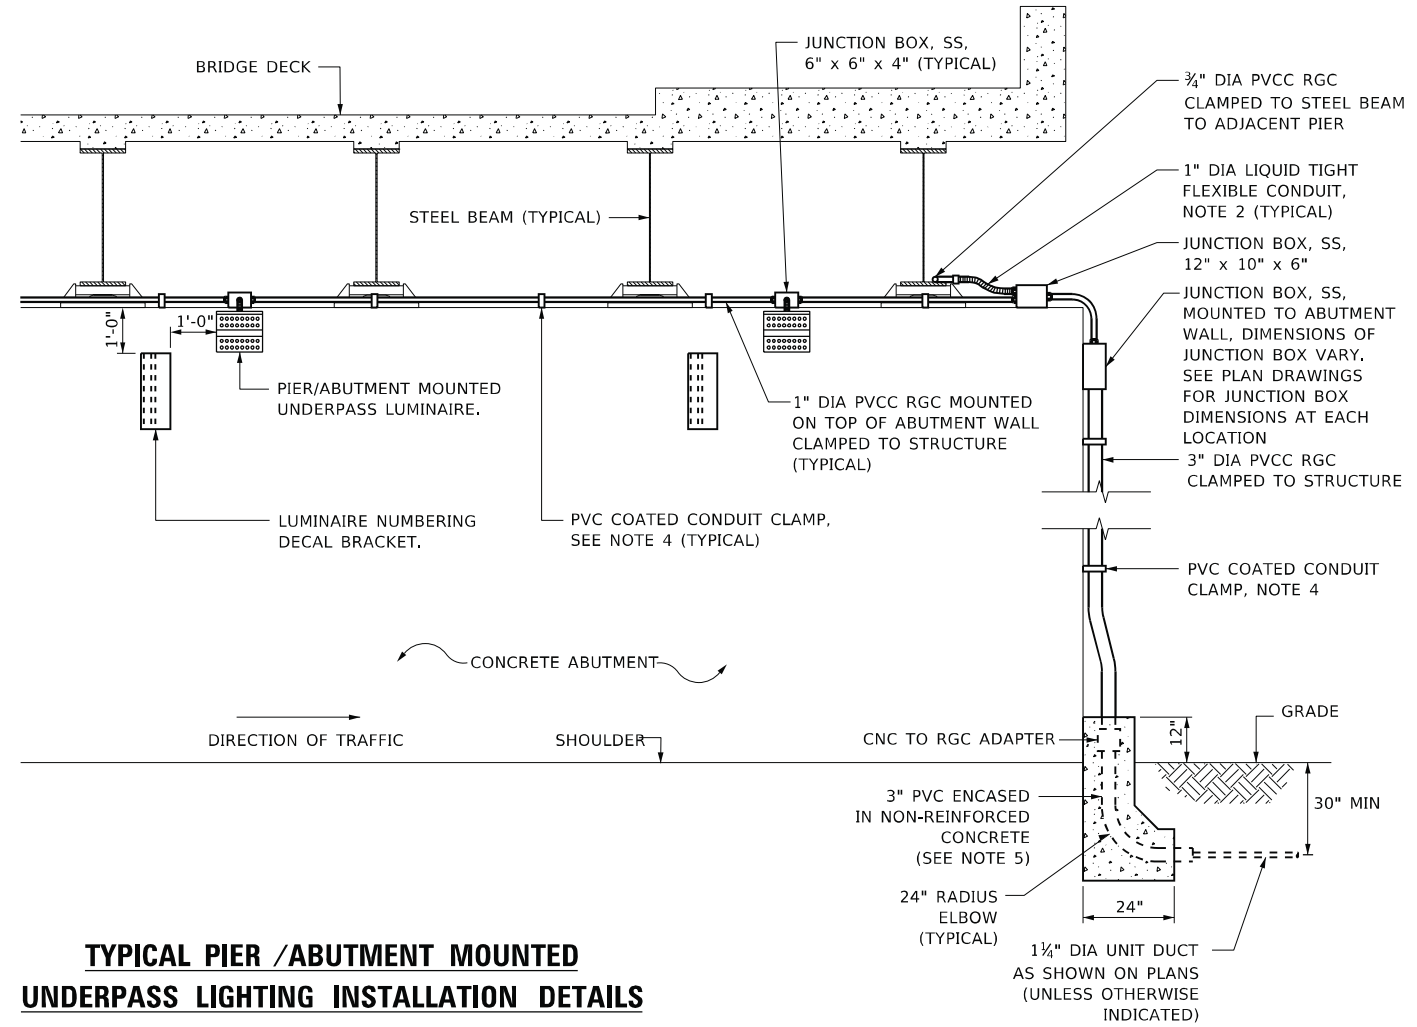 BRIDGE DECK
JUNCTION BOX, SS,
6" x 6" x 4" (TYPICAL)
¾" DIA PVCC RGC
CLAMPED TO STEEL BEAM
TO ADJACENT PIER
1" DIA LIQUID TIGHT
FLEXIBLE CONDUIT,
NOTE 2 (TYPICAL)
STEEL BEAM (TYPICAL)
JUNCTION BOX, SS,
12" x 10" x 6"
JUNCTION BOX, SS,
MOUNTED TO ABUTMENT
WALL, DIMENSIONS OF
JUNCTION BOX VARY.
SEE PLAN DRAWINGS
FOR JUNCTION BOX
DIMENSIONS AT EACH
LOCATION
1'-0"
1'-0"
PIER/ABUTMENT MOUNTED
UNDERPASS LUMINAIRE.
1" DIA PVCC RGC MOUNTED
ON TOP OF ABUTMENT WALL
CLAMPED TO STRUCTURE
(TYPICAL)
3" DIA PVCC RGC
CLAMPED TO STRUCTURE
LUMINAIRE NUMBERING
DECAL BRACKET.
PVC COATED CONDUIT CLAMP,
SEE NOTE 4 (TYPICAL)
PVC COATED CONDUIT
CLAMP, NOTE 4
CONCRETE ABUTMENT
DIRECTION OF TRAFFIC
SHOULDER
CNC TO RGC ADAPTER
12"
GRADE
3" PVC ENCASED
IN NON-REINFORCED
CONCRETE
(SEE NOTE 5)
30" MIN
24" RADIUS
ELBOW
(TYPICAL)
24"
1¼" DIA UNIT DUCT
AS SHOWN ON PLANS
(UNLESS OTHERWISE
INDICATED)
TYPICAL PIER /ABUTMENT MOUNTED
UNDERPASS LIGHTING INSTALLATION DETAILS